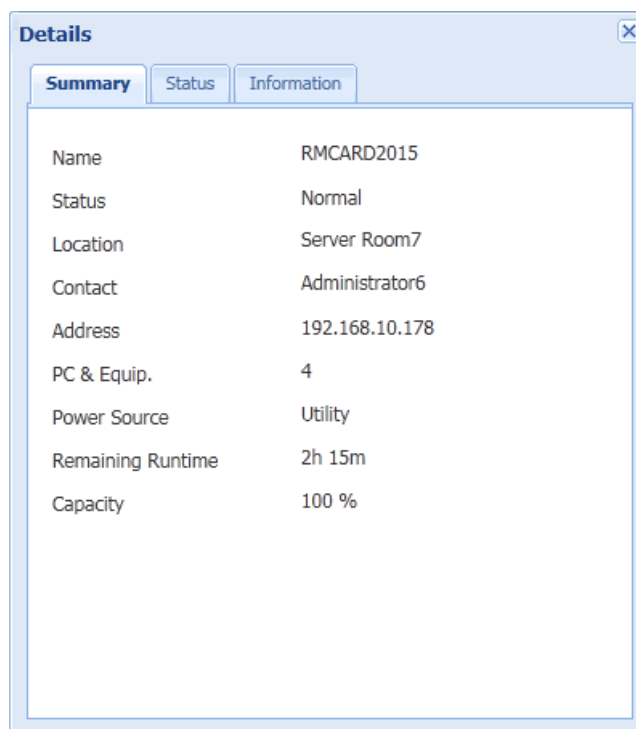 Details
Summary Status Information
Name RMCARD2015
Status Normal
Location Server Room7
Contact Administrator6
Address 192.168.10.178
PC & Equip. 4
Power Source Utility
Remaining Runtime 2h 15m
Capacity 100 %